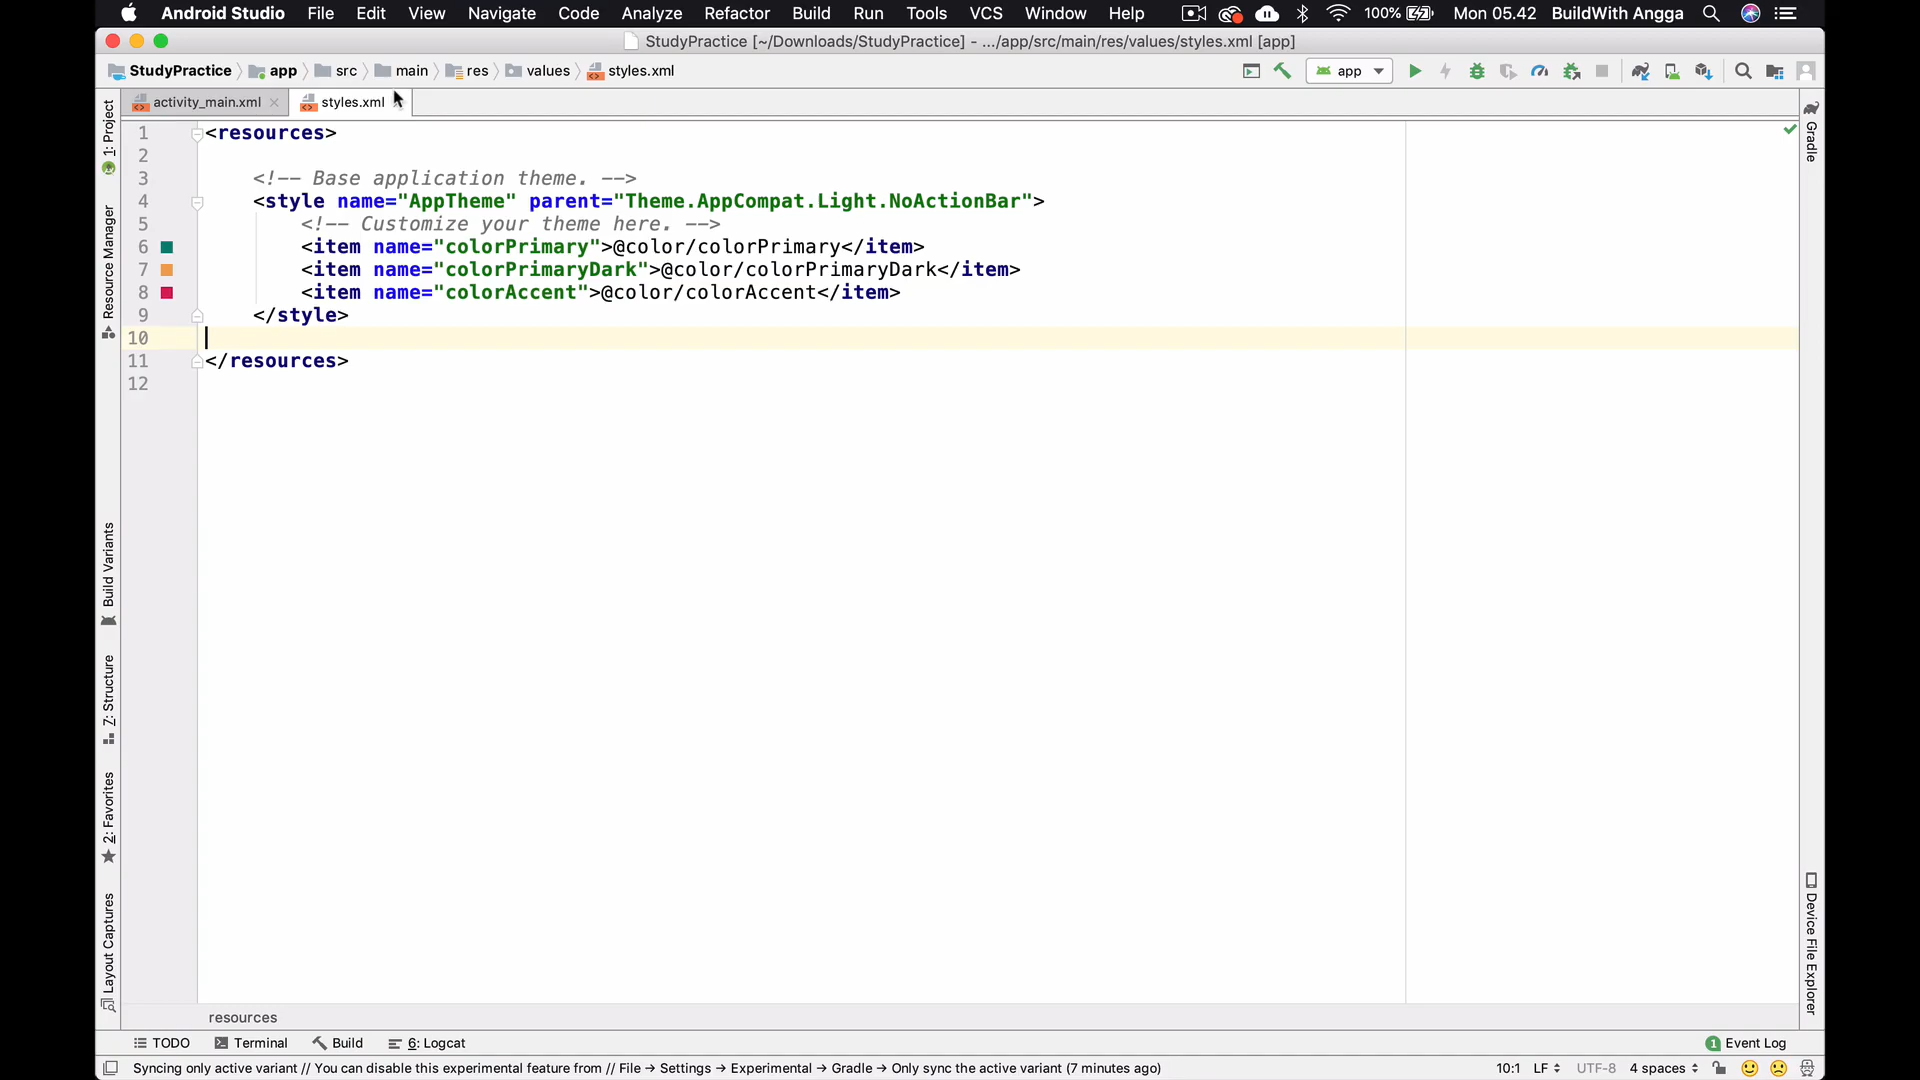 Android Studio File Edit View Navigate Code Analyze Refactor Build Run Tools VCS Window Help 100% Mon 05.42 BuildWith Angga
StudyPractice [~/Downloads/StudyPractice] - .../app/src/main/res/values/styles.xml [app]
StudyPractice app src main res values styles.xml app
activity_main.xml styles.xml
1 <resources>
2
3 <!-- Base application theme. -->
4 <style name="AppTheme" parent="Theme.AppCompat.Light.NoActionBar">
5 <!-- Customize your theme here. -->
6 <item name="colorPrimary">@color/colorPrimary</item>
7 <item name="colorPrimaryDark">@color/colorPrimaryDark</item>
8 <item name="colorAccent">@color/colorAccent</item>
9 </style>
10
11 </resources>
12
1: Project
Resource Manager
Build Variants
Z: Structure
2: Favorites
Layout Captures
Gradle
Device File Explorer
resources
TODO Terminal Build 6: Logcat 1 Event Log
Syncing only active variant // You can disable this experimental feature from // File → Settings → Experimental → Gradle → Only sync the active variant (7 minutes ago) 10:1 LF UTF-8 4 spaces